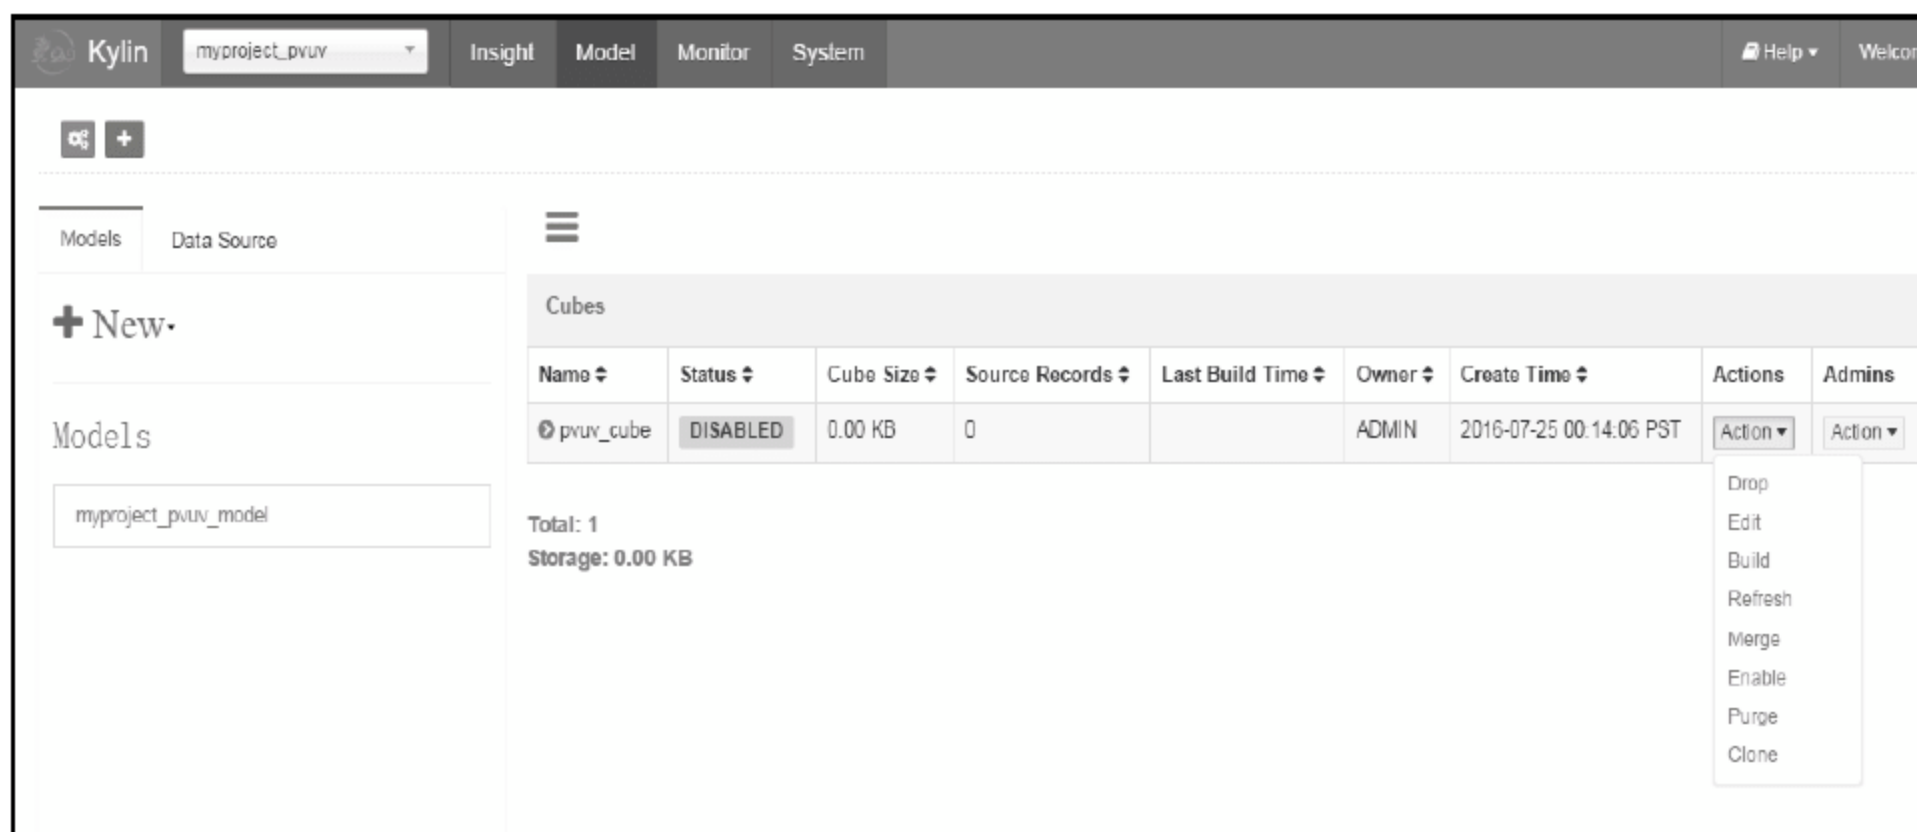 Kylin myproject_pvuv Insight Model Monitor System Help
Models Data Source
New
Cubes
Name Status Cube Size Source Records Last Build Time Owner Create Time Actions Admins
pvuv_cube DISABLED 0.00 KB 0 ADMIN 2016-07-25 00:14:06 PST Action Action
Models
myproject_pvuv_model
Total: 1
Storage: 0.00 KB
Drop
Edit
Build
Refresh
Merge
Enable
Purge
Clone